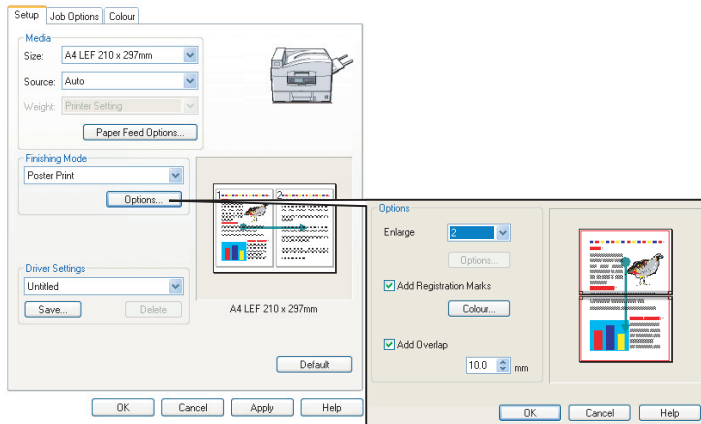 Setup Job Options Colour
Media
Size: A4 LEF 210 x 297mm
Source: Auto
Weight: Printer Setting
Paper Feed Options...
Finishing Mode
Poster Print
Options...
1 2
Driver Settings
Untitled
Save... Delete
A4 LEF 210 x 297mm
Default
OK Cancel Apply Help
Options
Enlarge 2
Options...
Add Registration Marks
Colour...
Add Overlap
10.0 mm
OK Cancel Help